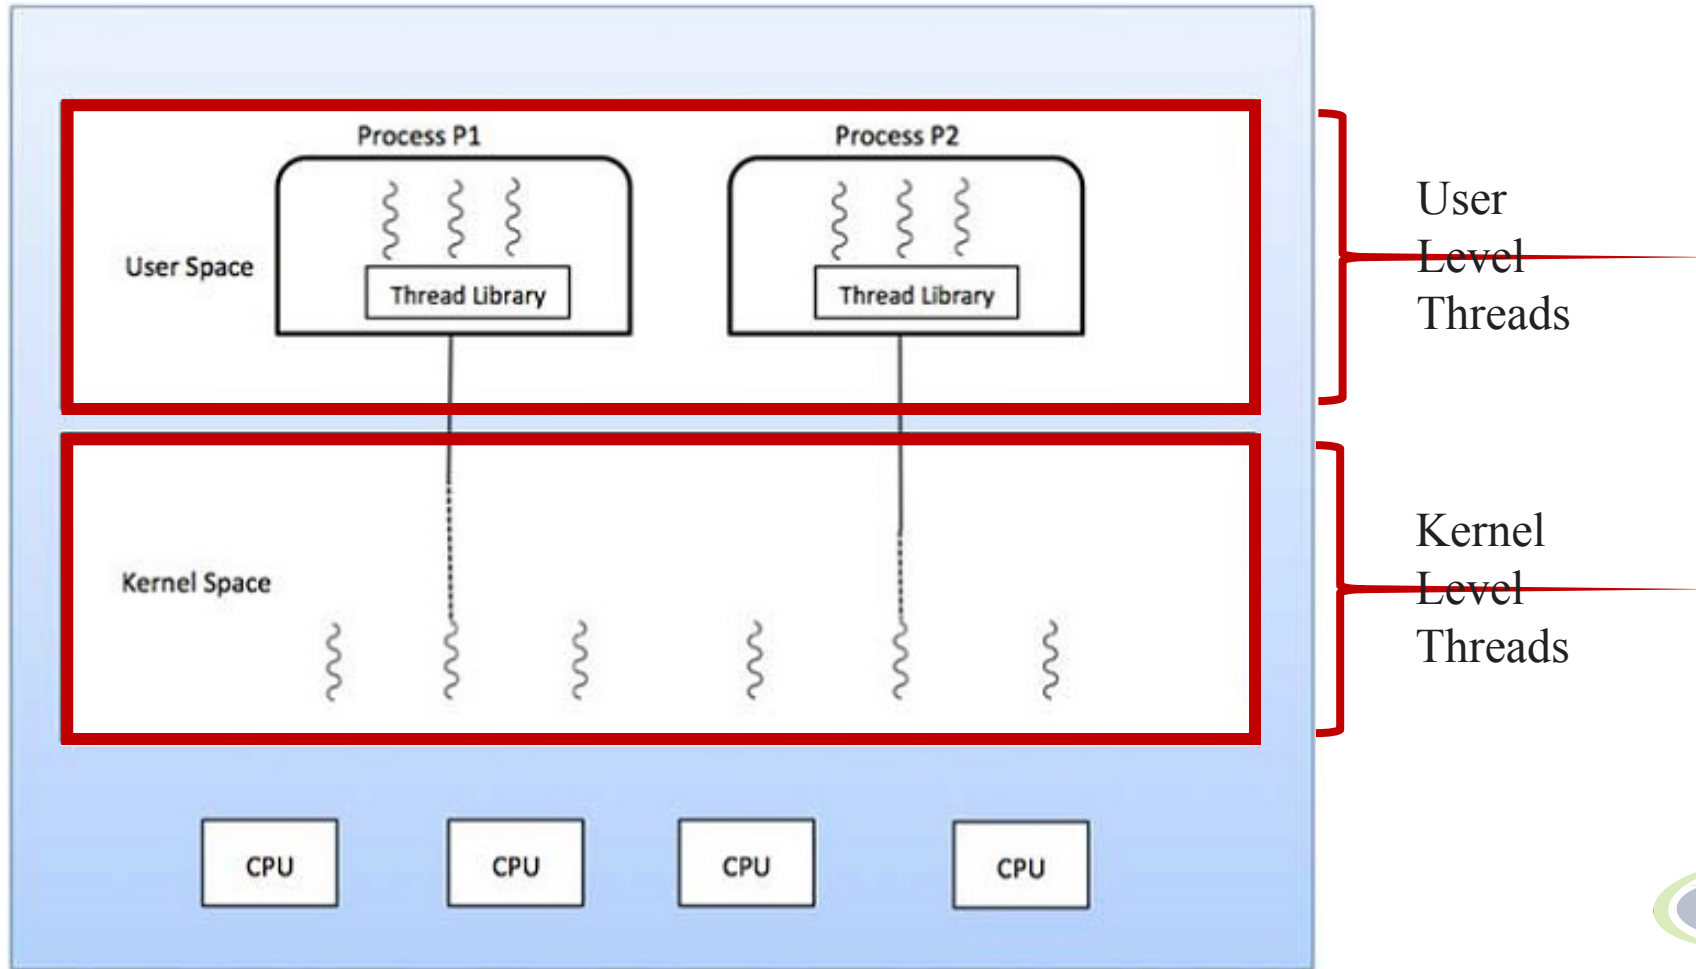 Process P1
Process P2
User Space
Thread Library
Thread Library
User
Level
Threads
Kernel Space
Kernel
Level
Threads
CPU
CPU
CPU
CPU